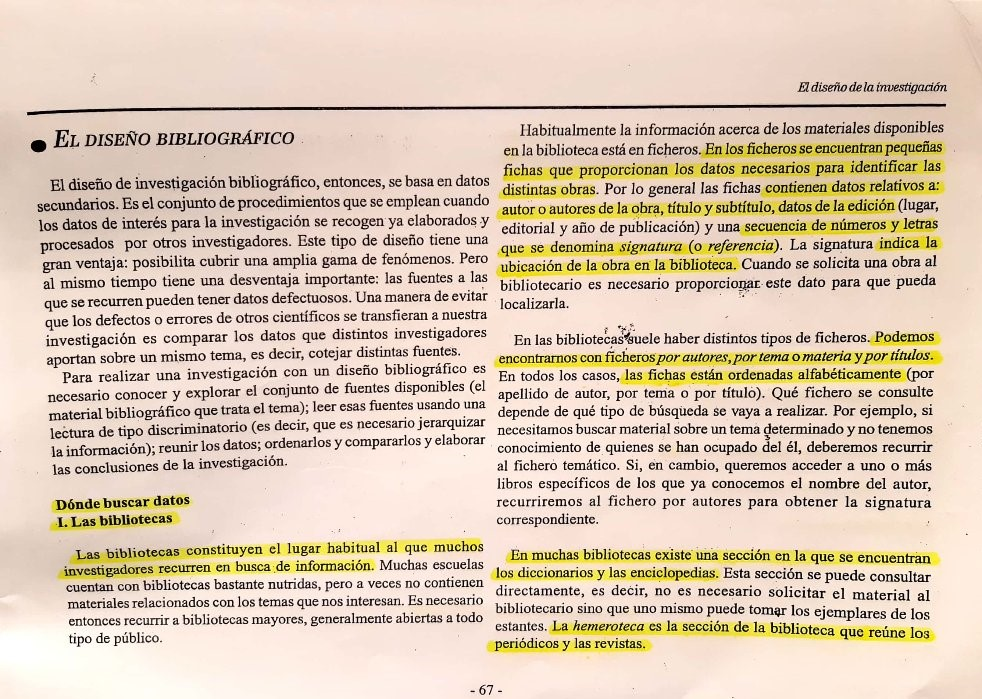 El diseño de la investigación
● EL DISEÑO BIBLIOGRÁFICO
El diseño de investigación bibliográfico, entonces, se basa en datos
secundarios. Es el conjunto de procedimientos que se emplean cuando
los datos de interés para la investigación se recogen ya elaborados y
procesados por otros investigadores. Este tipo de diseño tiene una
gran ventaja: posibilita cubrir una amplia gama de fenómenos. Pero
al mismo tiempo tiene una desventaja importante: las fuentes a las
que se recurren pueden tener datos defectuosos. Una manera de evitar
que los defectos o errores de otros científicos se transfieran a nuestra
investigación es comparar los datos que distintos investigadores
aportan sobre un mismo tema, es decir, cotejar distintas fuentes.
Para realizar una investigación con un diseño bibliográfico es
necesario conocer y explorar el conjunto de fuentes disponibles (el
material bibliográfico que trata el tema); leer esas fuentes usando una
lectura de tipo discriminatorio (es decir, que es necesario jerarquizar
la información); reunir los datos; ordenarlos y compararlos y elaborar
las conclusiones de la investigación.
Dónde buscar datos
I. Las bibliotecas
Las bibliotecas constituyen el lugar habitual al que muchos
investigadores recurren en busca de información. Muchas escuelas
cuentan con bibliotecas bastante nutridas, pero a veces no contienen
materiales relacionados con los temas que nos interesan. Es necesario
entonces recurrir a bibliotecas mayores, generalmente abiertas a todo
tipo de público.
Habitualmente la información acerca de los materiales disponibles
en la biblioteca está en ficheros. En los ficheros se encuentran pequeñas
fichas que proporcionan los datos necesarios para identificar las
distintas obras. Por lo general las fichas contienen datos relativos a:
autor o autores de la obra, título y subtítulo, datos de la edición (lugar,
editorial y año de publicación) y una secuencia de números y letras
que se denomina signatura (o referencia). La signatura indica la
ubicación de la obra en la biblioteca. Cuando se solicita una obra al
bibliotecario es necesario proporcionar este dato para que pueda
localizarla.
En las bibliotecas suele haber distintos tipos de ficheros. Podemos
encontrarnos con ficheros por autores, por tema o materia y por títulos.
En todos los casos, las fichas están ordenadas alfabéticamente (por
apellido de autor, por tema o por título). Qué fichero se consulte
depende de qué tipo de búsqueda se vaya a realizar. Por ejemplo, si
necesitamos buscar material sobre un tema determinado y no tenemos
conocimiento de quienes se han ocupado del él, deberemos recurrir
al fichero temático. Si, en cambio, queremos acceder a uno o más
libros específicos de los que ya conocemos el nombre del autor,
recurriremos al fichero por autores para obtener la signatura
correspondiente.
En muchas bibliotecas existe una sección en la que se encuentran
los diccionarios y las enciclopedias. Esta sección se puede consultar
directamente, es decir, no es necesario solicitar el material al
bibliotecario sino que uno mismo puede tomar los ejemplares de los
estantes. La hemeroteca es la sección de la biblioteca que reúne los
periódicos y las revistas.
- 67 -